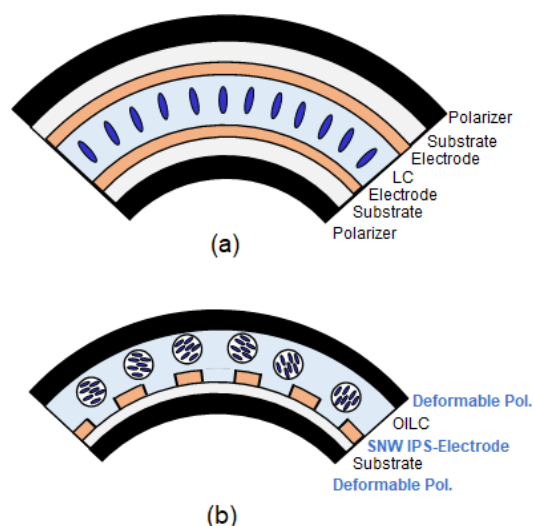 Polarizer
Substrate
Electrode
LC
Electrode
Substrate
Polarizer
(a)
Deformable Pol.
OILC
SNW IPS-Electrode
Substrate
Deformable Pol.
(b)